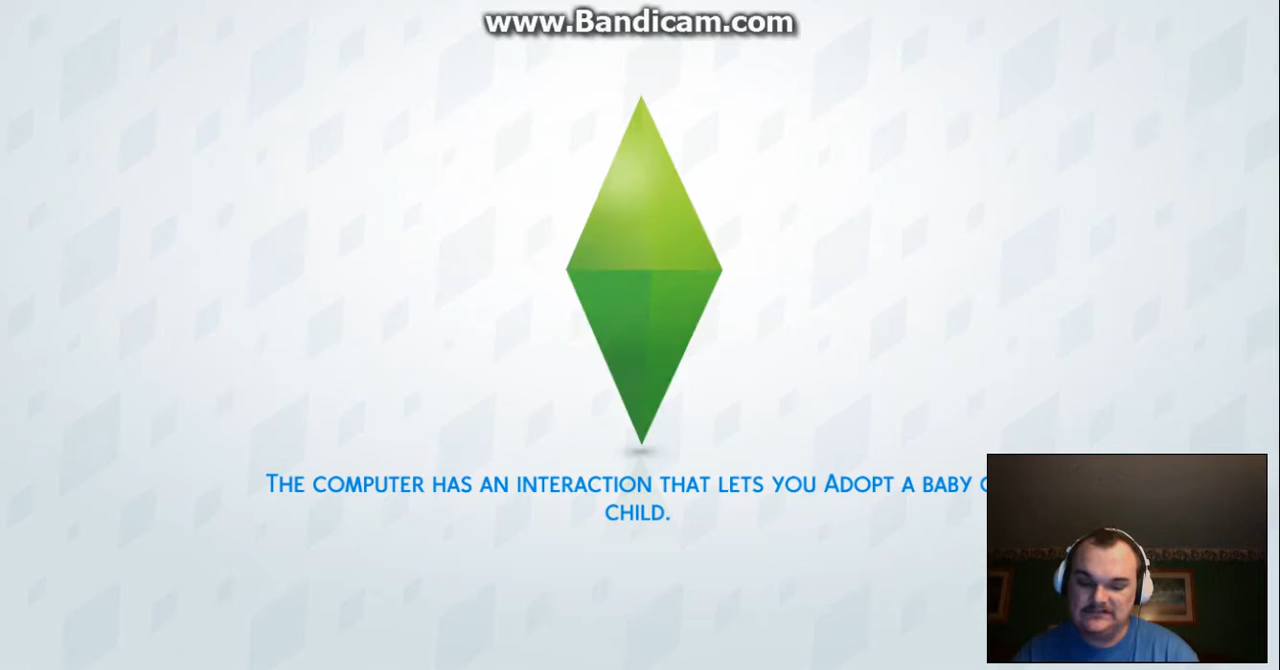 www.Bandicam.com
The computer has an interaction that lets you Adopt a baby
child.